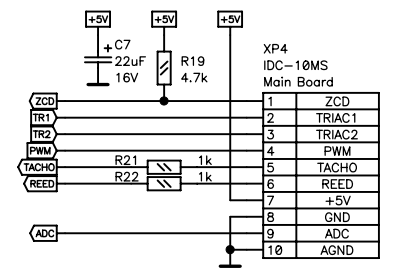 +5V +5V +5V
C7
22uF
16V
R19
4.7k
XP4
IDC-10MS
Main Board
ZCD 1 ZCD
TR1 2 TRIAC1
TR2 3 TRIAC2
PWM 4 PWM
TACHO R21 1k 5 TACHO
REED R22 1k 6 REED
7 +5V
8 GND
ADC 9 ADC
10 AGND